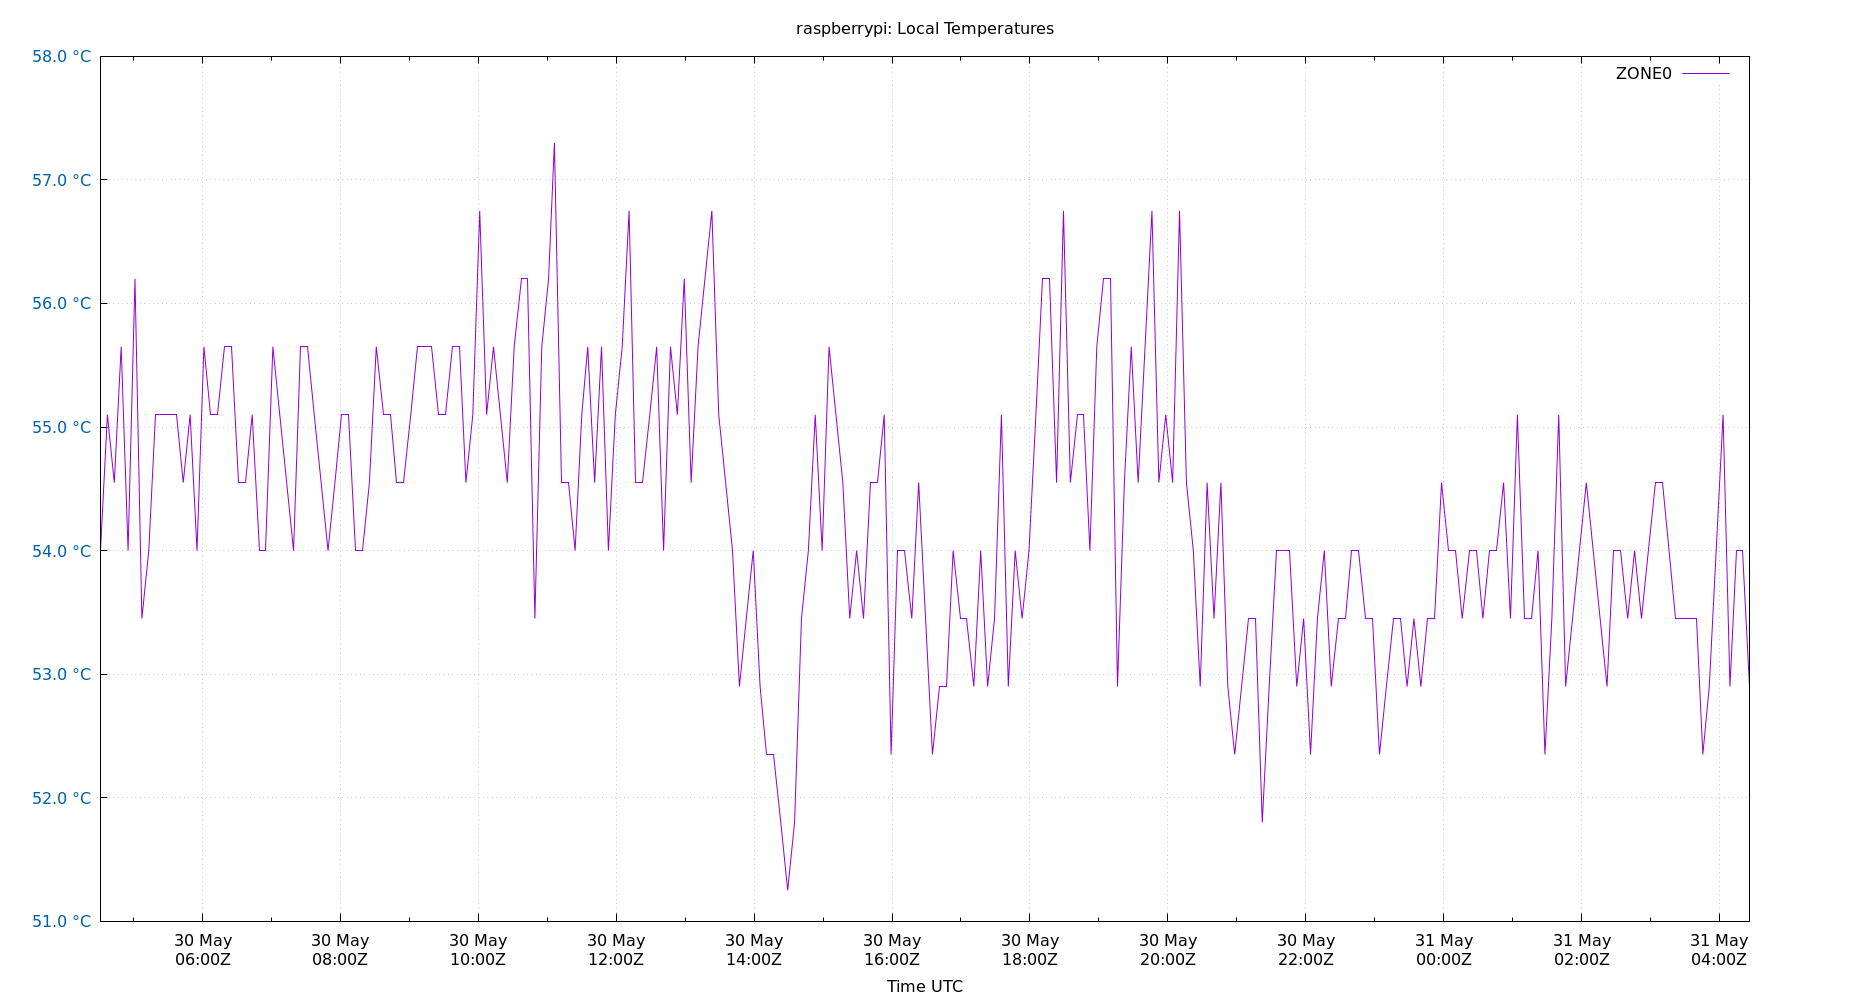 raspberrypi: Local Temperatures
58.0 °C
57.0 °C
56.0 °C
55.0 °C
54.0 °C
53.0 °C
52.0 °C
51.0 °C
ZONE0
30 May 30 May 30 May 30 May 30 May 30 May 30 May 30 May 30 May 31 May 31 May 31 May
06:00Z 08:00Z 10:00Z 12:00Z 14:00Z 16:00Z 18:00Z 20:00Z 22:00Z 00:00Z 02:00Z 04:00Z
Time UTC